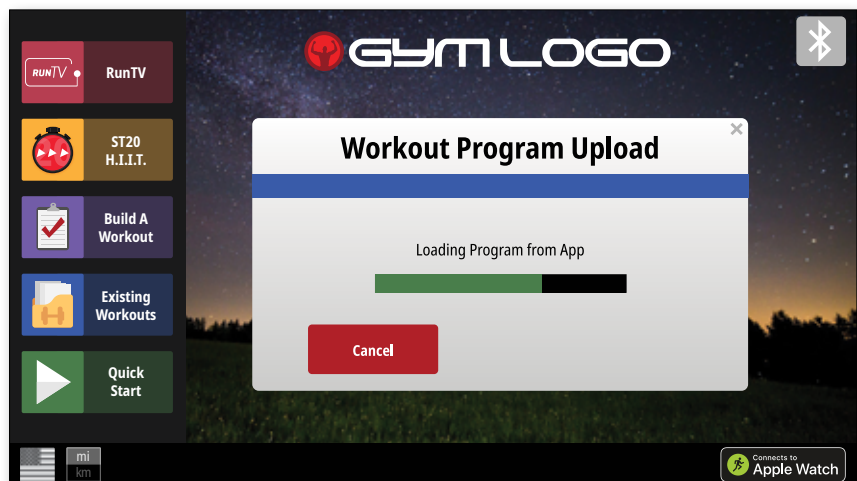 GYM LOGO
RUNTV
RunTV
ST20
H.I.I.T.
Build A
Workout
Existing
Workouts
Quick
Start
Workout Program Upload
Loading Program from App
Cancel
mi
km
Connects to
Apple Watch